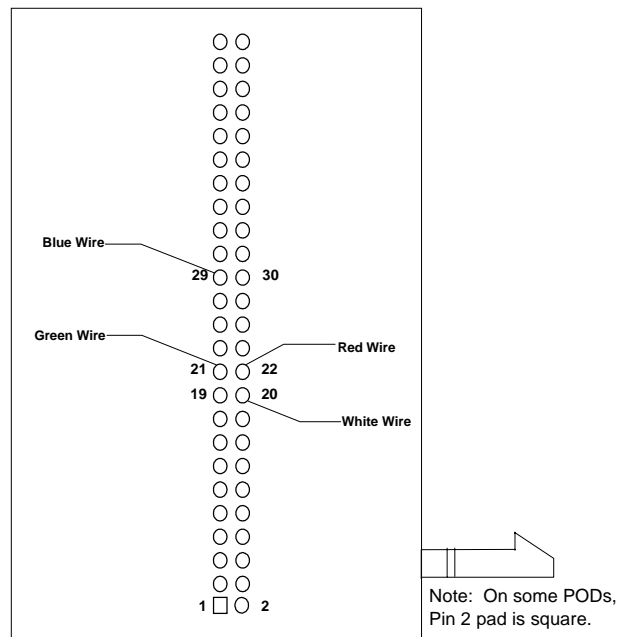 Blue Wire
29 30
Green Wire
Red Wire
21 22
19 20
White Wire
1 2
Note: On some PODs,
Pin 2 pad is square.